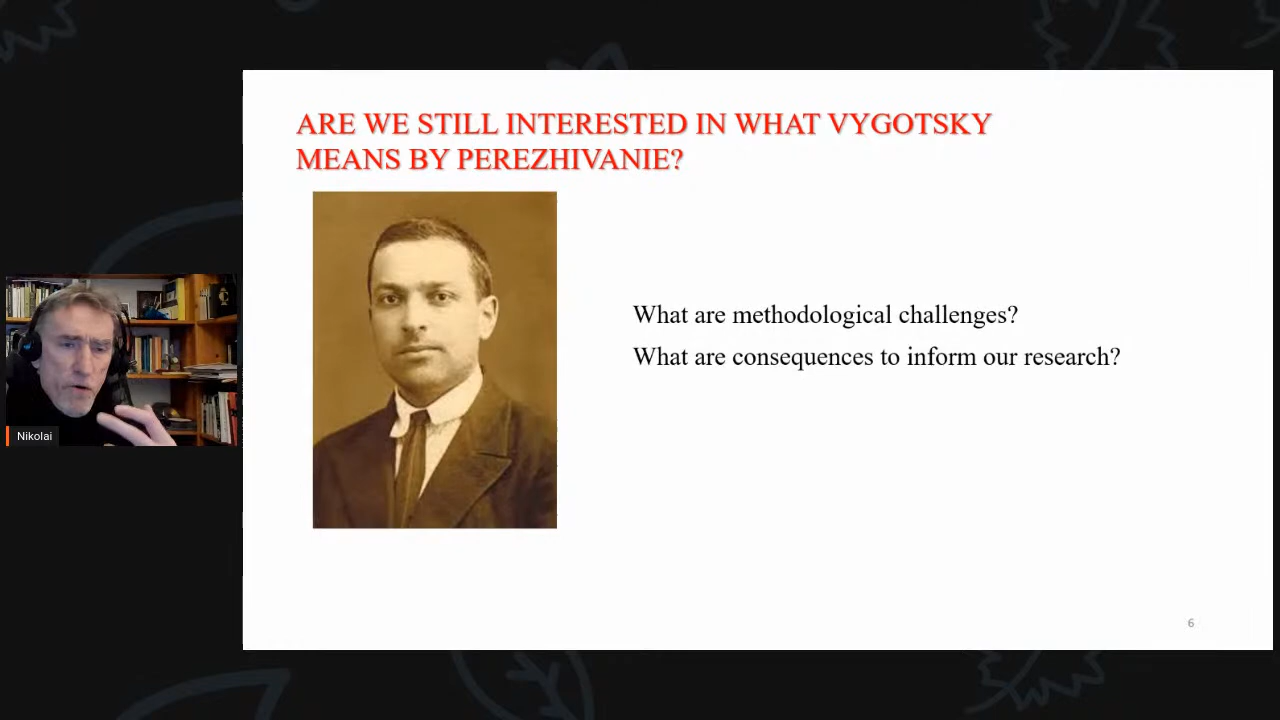 ARE WE STILL INTERESTED IN WHAT VYGOTSKY
MEANS BY PEREZHIVANIE?
What are methodological challenges?
What are consequences to inform our research?
Nikolai
6